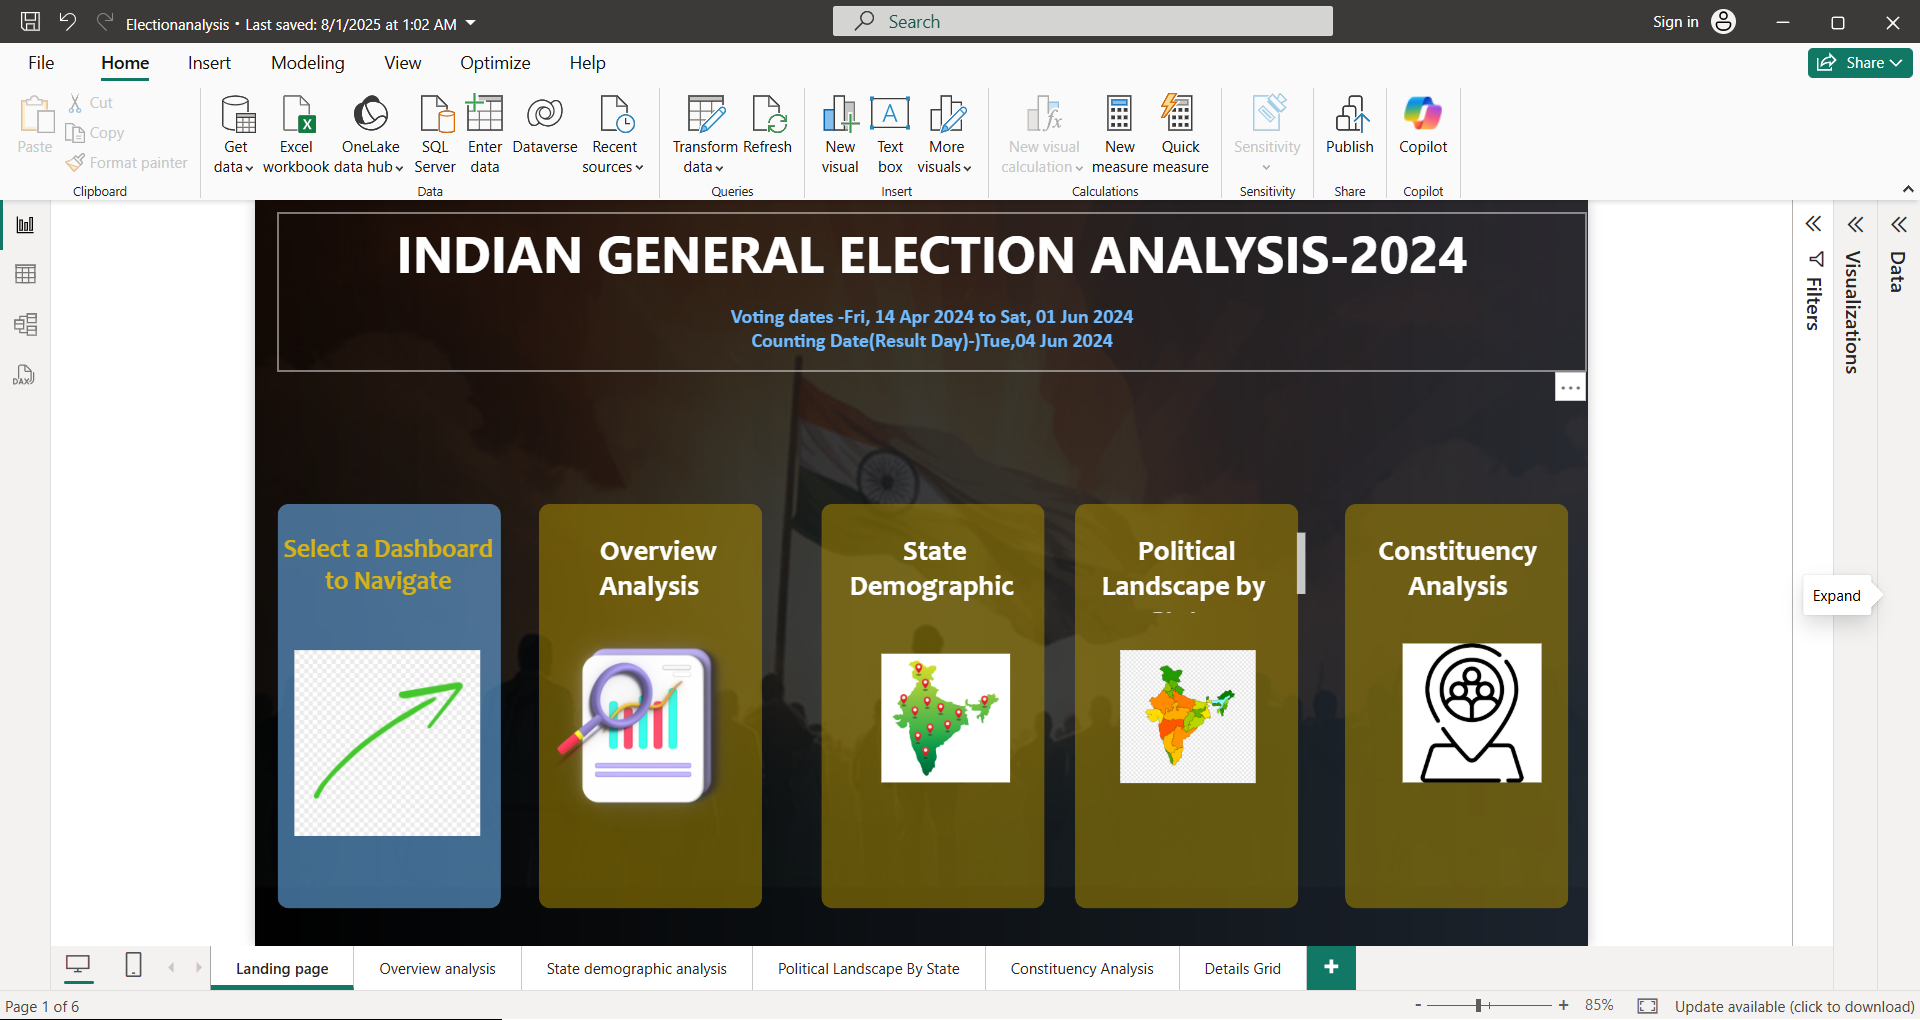 Electionanalysis • Last saved: 8/1/2025 at 1:02 AM
Search
Sign in
File
Home
Insert
Modeling
View
Optimize
Help
Share
Paste
Cut
Copy
Format painter
Clipboard
Get
data
Excel
workbook
OneLake
data hub
SQL
Server
Enter
data
Dataverse
Recent
sources
Data
Transform
data
Refresh
Queries
New
visual
Text
box
More
visuals
Insert
New visual
calculation
New
measure
Quick
measure
Calculations
Sensitivity
Sensitivity
Publish
Share
Copilot
Copilot
DAX
INDIAN GENERAL ELECTION ANALYSIS-2024
Voting dates -Fri, 14 Apr 2024 to Sat, 01 Jun 2024
Counting Date(Result Day)-)Tue,04 Jun 2024
Select a Dashboard
to Navigate
Overview
Analysis
State
Demographic
Political
Landscape by
Constituency
Analysis
Filters
Visualizations
Data
Expand
Landing page
Overview analysis
State demographic analysis
Political Landscape By State
Constituency Analysis
Details Grid
Page 1 of 6
85%
Update available (click to download)